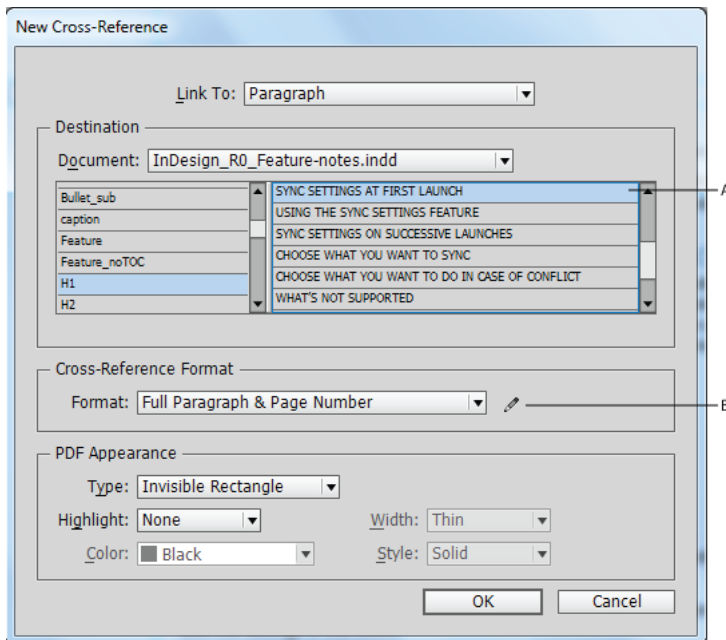 New Cross-Reference
Link To: Paragraph
Destination
Document: InDesign_R0_Feature-notes.indd
Bullet_sub
caption
Feature
Feature_noTOC
H1
H2
SYNC SETTINGS AT FIRST LAUNCH
USING THE SYNC SETTINGS FEATURE
SYNC SETTINGS ON SUCCESSIVE LAUNCHES
CHOOSE WHAT YOU WANT TO SYNC
CHOOSE WHAT YOU WANT TO DO IN CASE OF CONFLICT
WHAT'S NOT SUPPORTED
A
Cross-Reference Format
Format: Full Paragraph & Page Number
B
PDF Appearance
Type: Invisible Rectangle
Highlight: None Width: Thin
Color: Black Style: Solid
OK Cancel